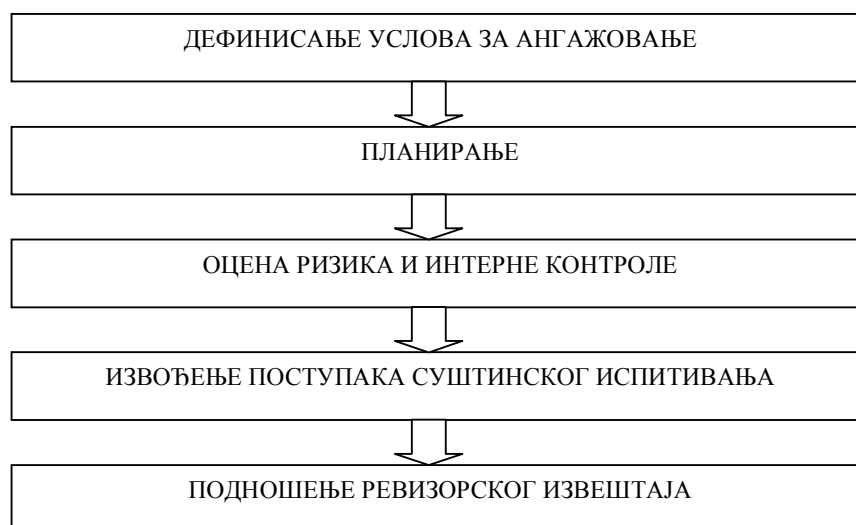 ДЕФИНИСАЊЕ УСЛОВА ЗА АНГАЖОВАЊЕ
ПЛАНИРАЊЕ
ОЦЕНА РИЗИКА И ИНТЕРНЕ КОНТРОЛЕ
ИЗВОЂЕЊЕ ПОСТУПАКА СУШТИНСКОГ ИСПИТИВАЊА
ПОДНОШЕЊЕ РЕВИЗОРСКОГ ИЗВЕШТАЈА